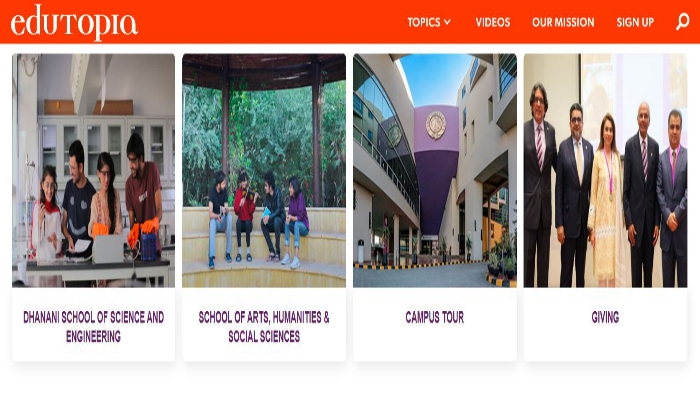 edUTOPIA
TOPICS
VIDEOS
OUR MISSION
SIGN UP
DHANANI SCHOOL OF SCIENCE AND
ENGINEERING
SCHOOL OF ARTS, HUMANITIES &
SOCIAL SCIENCES
CAMPUS TOUR
GIVING